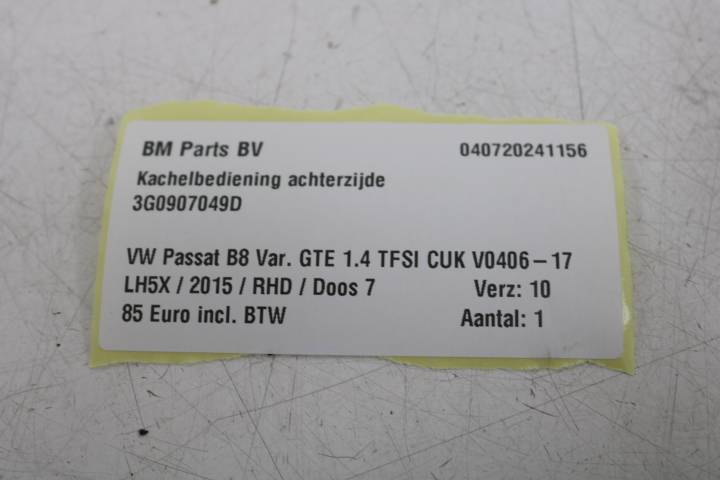 BM Parts BV 040720241156
Kachelbediening achterzijde
3G0907049D
VW Passat B8 Var. GTE 1.4 TFSI CUK V0406-17
LH5X / 2015 / RHD / Doos 7 Verz: 10
85 Euro incl. BTW Aantal: 1